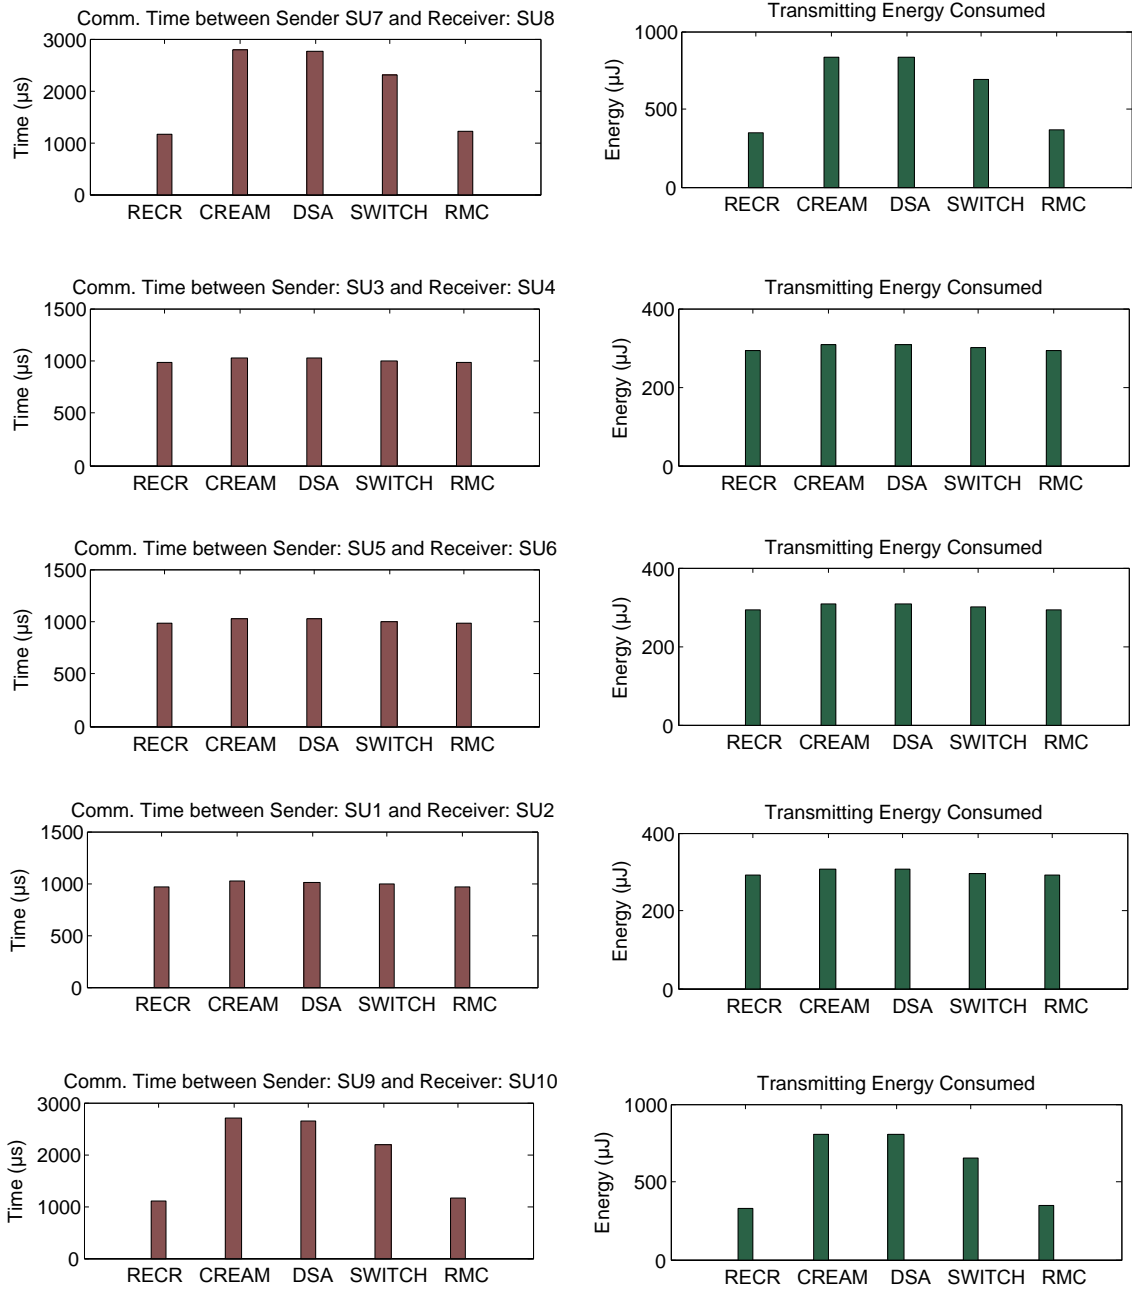 Comm. Time between Sender SU7 and Receiver: SU8
Time (µs)
3000
2000
1000
0
RECR CREAM DSA SWITCH RMC
Transmitting Energy Consumed
Energy (µJ)
1000
500
0
RECR CREAM DSA SWITCH RMC
Comm. Time between Sender: SU3 and Receiver: SU4
Time (µs)
1500
1000
500
0
RECR CREAM DSA SWITCH RMC
Transmitting Energy Consumed
Energy (µJ)
400
200
0
RECR CREAM DSA SWITCH RMC
Comm. Time between Sender: SU5 and Receiver: SU6
Time (µs)
1500
1000
500
0
RECR CREAM DSA SWITCH RMC
Transmitting Energy Consumed
Energy (µJ)
400
200
0
RECR CREAM DSA SWITCH RMC
Comm. Time between Sender: SU1 and Receiver: SU2
Time (µs)
1500
1000
500
0
RECR CREAM DSA SWITCH RMC
Transmitting Energy Consumed
Energy (µJ)
400
200
0
RECR CREAM DSA SWITCH RMC
Comm. Time between Sender: SU9 and Receiver: SU10
Time (µs)
3000
2000
1000
0
RECR CREAM DSA SWITCH RMC
Transmitting Energy Consumed
Energy (µJ)
1000
500
0
RECR CREAM DSA SWITCH RMC